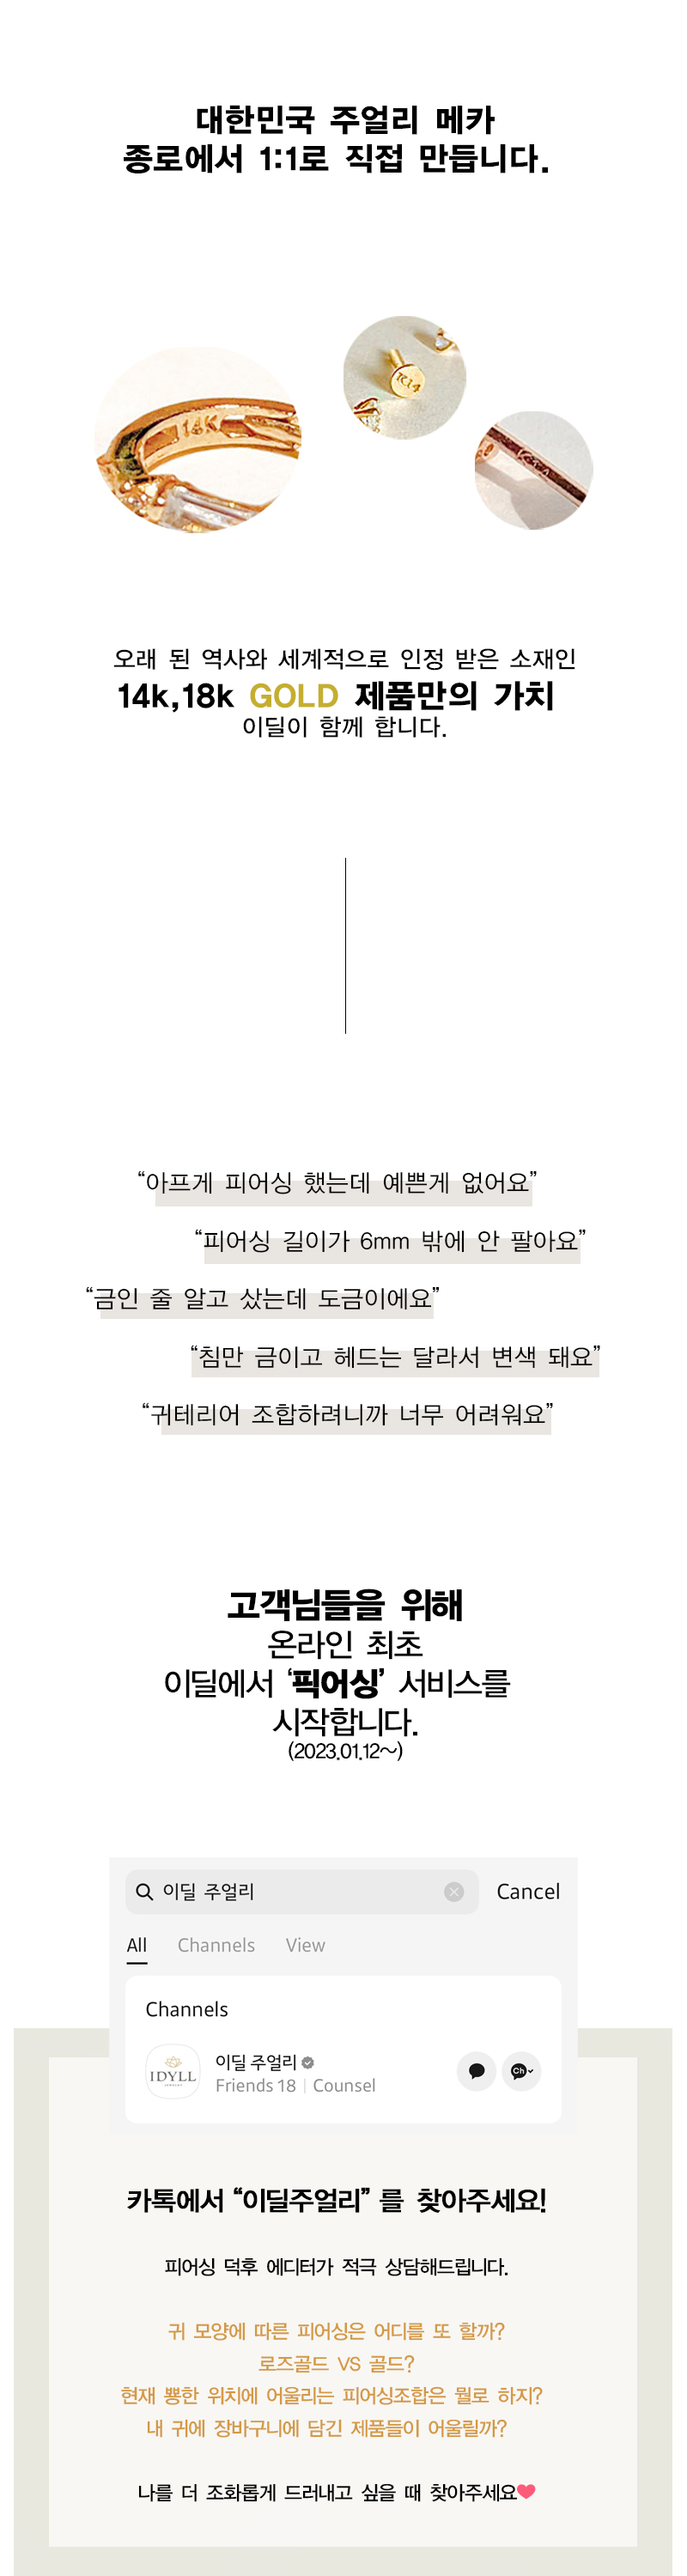 대한민국 주얼리 메카
종로에서 1:1로 직접 만듭니다.
14K
K14
K14
오래 된 역사와 세계적으로 인정 받은 소재인
14k,18k GOLD 제품만의 가치
이딜이 함께 합니다.
“아프게 피어싱 했는데 예쁜게 없어요”
“피어싱 길이가 6mm 밖에 안 팔아요”
“금인 줄 알고 샀는데 도금이에요”
“침만 금이고 헤드는 달라서 변색 돼요”
“귀테리어 조합하려니까 너무 어려워요”
고객님들을 위해
온라인 최초
이딜에서 ‘픽어싱’ 서비스를
시작합니다.
(2023.01.12~)
이딜 주얼리
Cancel
All Channels View
Channels
IDYLL
이딜 주얼리
Friends 18 | Counsel
Ch
카톡에서 “이딜주얼리” 를 찾아주세요!
피어싱 덕후 에디터가 적극 상담해드립니다.
귀 모양에 따른 피어싱은 어디를 또 할까?
로즈골드 VS 골드?
현재 뽕한 위치에 어울리는 피어싱조합은 뭘로 하지?
내 귀에 장바구니에 담긴 제품들이 어울릴까?
나를 더 조화롭게 드러내고 싶을 때 찾아주세요♥